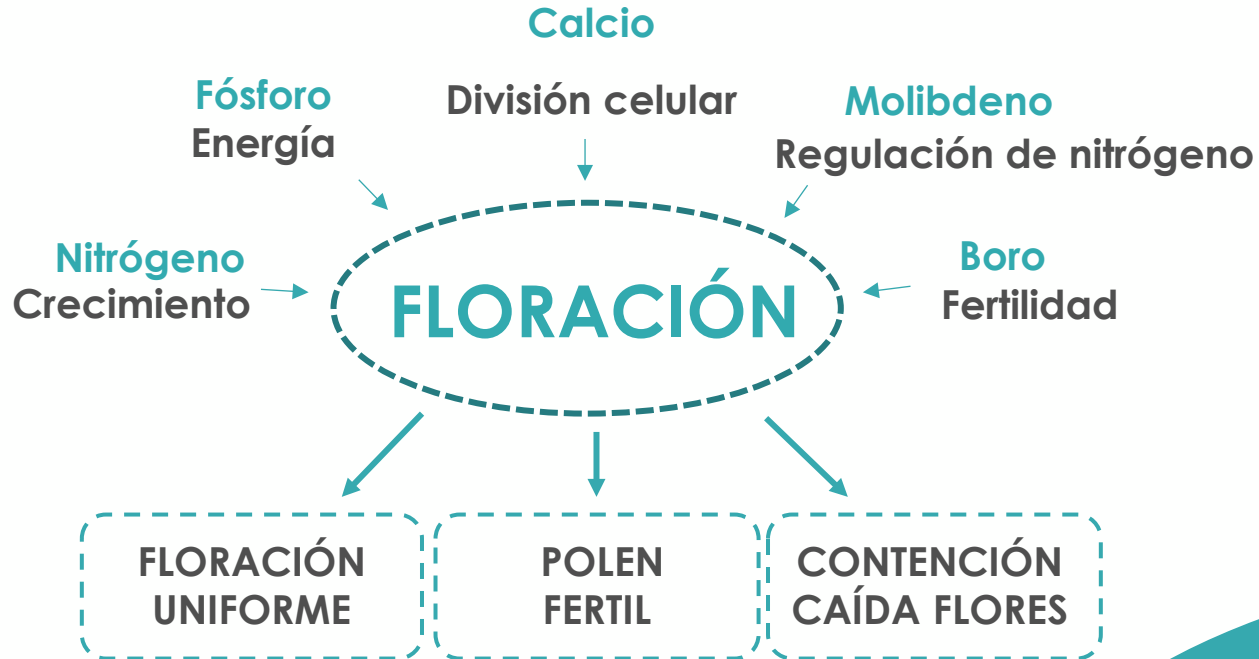 Calcio
División celular
Fósforo
Energía
Molibdeno
Regulación de nitrógeno
Nitrógeno
Crecimiento
Boro
Fertilidad
FLORACIÓN
FLORACIÓN
UNIFORME
POLEN
FERTIL
CONTENCIÓN
CAÍDA FLORES